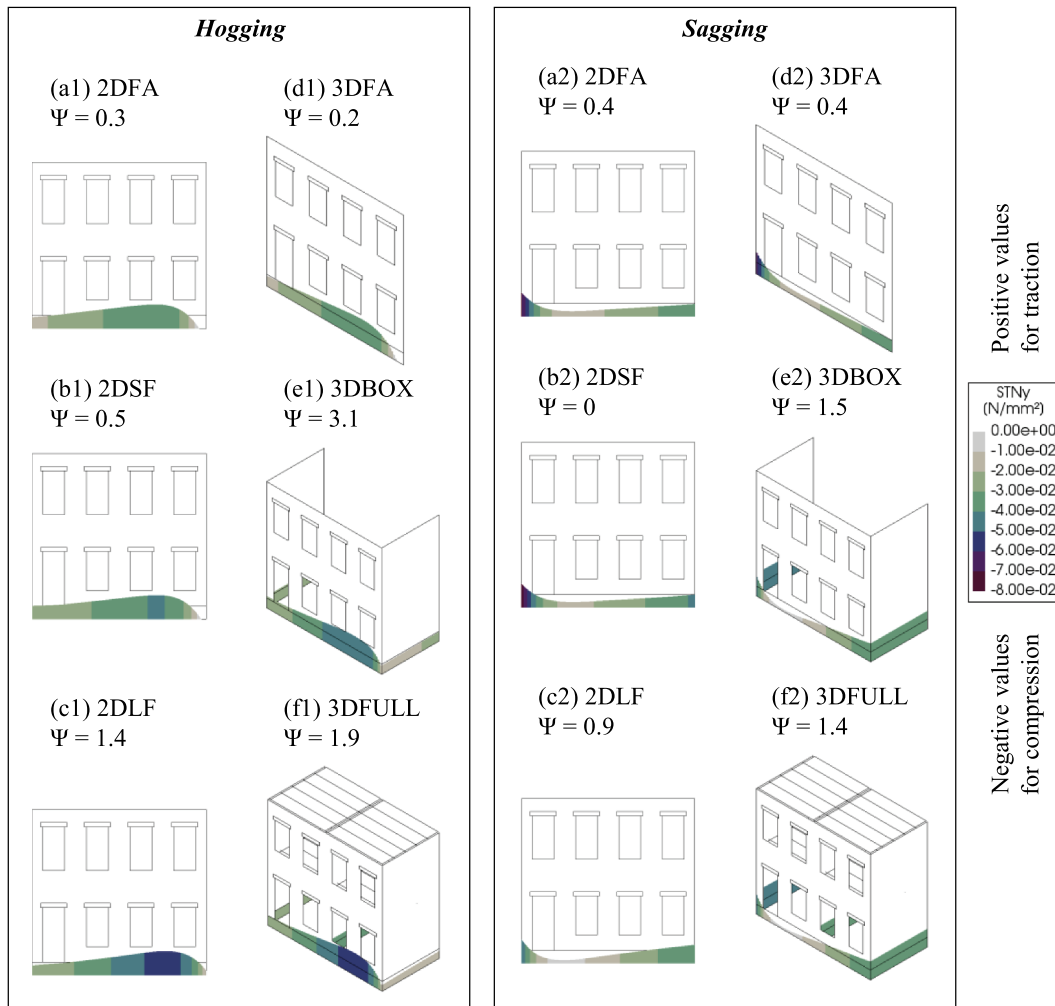 Hogging
(a1) 2DFA
Ψ = 0.3
(d1) 3DFA
Ψ = 0.2
(b1) 2DSF
Ψ = 0.5
(e1) 3DBOX
Ψ = 3.1
(c1) 2DLF
Ψ = 1.4
(f1) 3DFULL
Ψ = 1.9
Sagging
(a2) 2DFA
Ψ = 0.4
(d2) 3DFA
Ψ = 0.4
(b2) 2DSF
Ψ = 0
(e2) 3DBOX
Ψ = 1.5
(c2) 2DLF
Ψ = 0.9
(f2) 3DFULL
Ψ = 1.4
Positive values
for traction
STNy
(N/mm²)
0.00e+00
-1.00e-02
-2.00e-02
-3.00e-02
-4.00e-02
-5.00e-02
-6.00e-02
-7.00e-02
-8.00e-02
Negative values
for compression